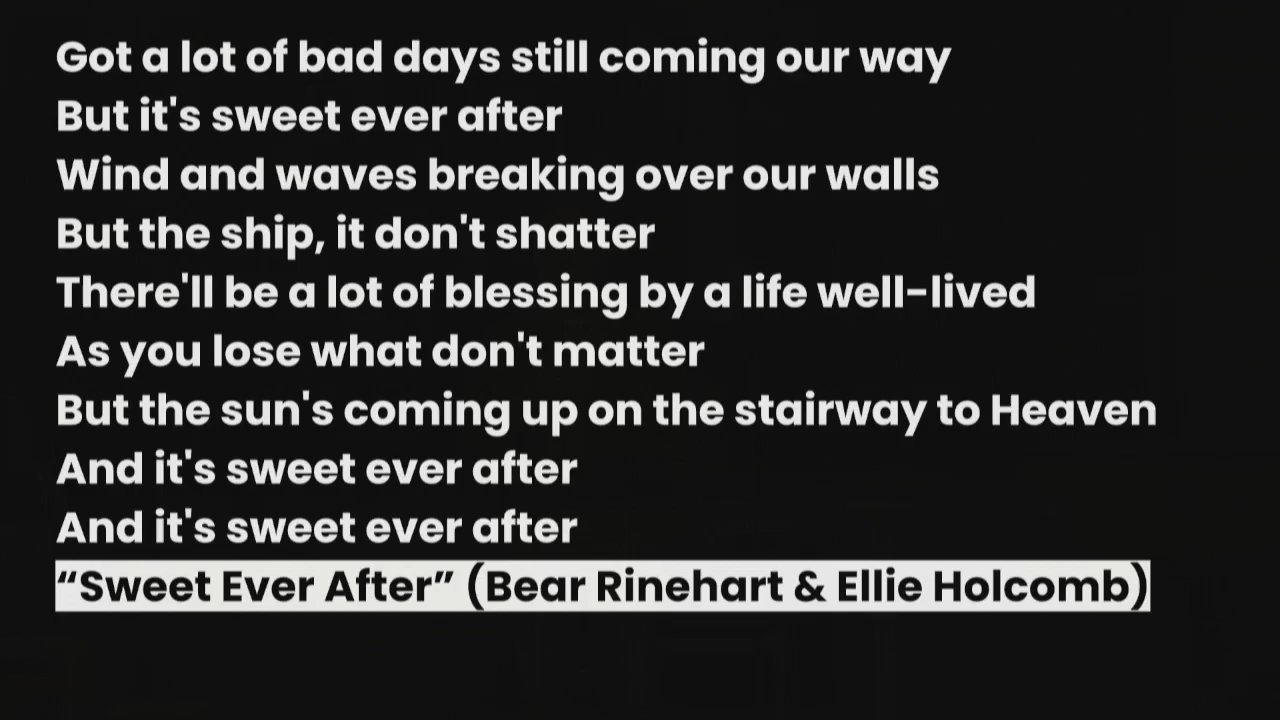 Got a lot of bad days still coming our way
But it's sweet ever after
Wind and waves breaking over our walls
But the ship, it don't shatter
There'll be a lot of blessing by a life well-lived
As you lose what don't matter
But the sun's coming up on the stairway to Heaven
And it's sweet ever after
And it's sweet ever after
“Sweet Ever After” (Bear Rinehart & Ellie Holcomb)